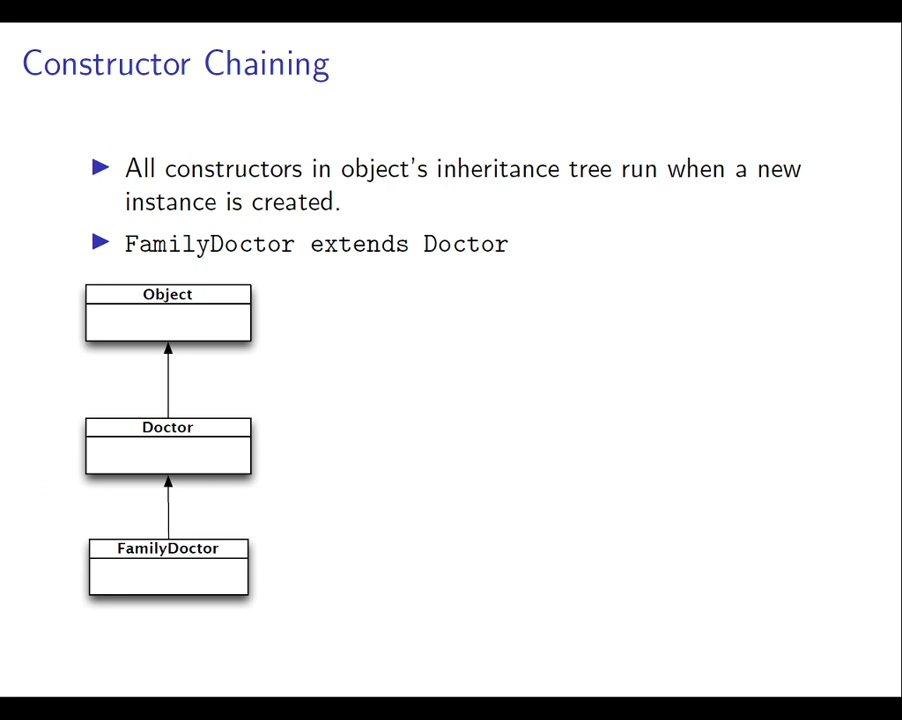 Constructor Chaining
All constructors in object's inheritance tree run when a new
instance is created.
FamilyDoctor extends Doctor
Object
Doctor
FamilyDoctor